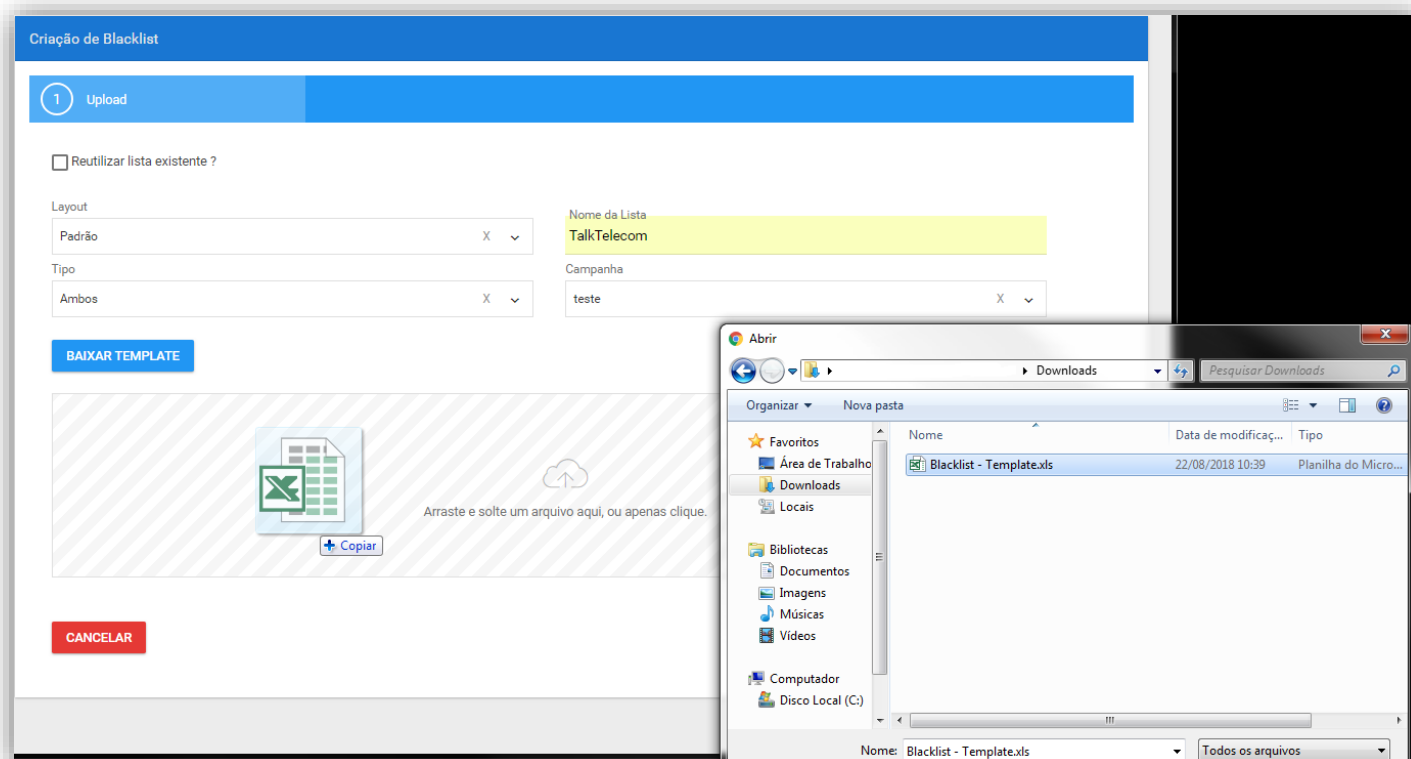 Criação de Blacklist
1 Upload
Reutilizar lista existente ?
Layout
Nome da Lista
Padrão X
TalkTelecom
Tipo
Campanha
Ambos X
teste X
BAIXAR TEMPLATE
Arraste e solte um arquivo aqui, ou apenas clique.
Copiar
CANCELAR
Abrir
Downloads
Pesquisar Downloads
Organizar
Nova pasta
Favoritos
Área de Trabalho
Downloads
Locais
Bibliotecas
Documentos
Imagens
Músicas
Vídeos
Computador
Disco Local (C:)
Nome Data de modificaç... Tipo
Blacklist - Template.xls 22/08/2018 10:39 Planilha do Micro...
Nome: Blacklist - Template.xls Todos os arquivos